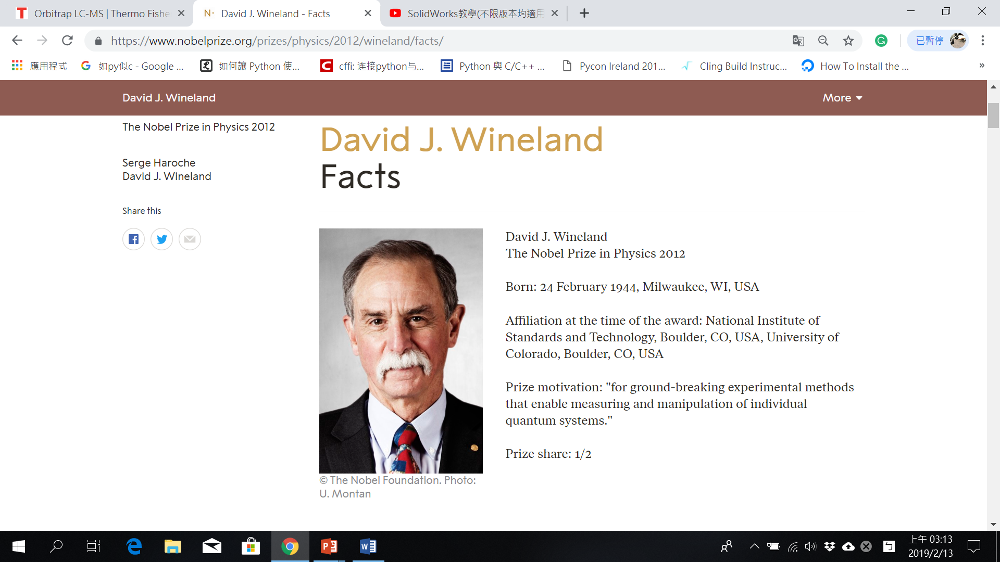 Orbitrap LC-MS | Thermo Fishe
David J. Wineland - Facts
SolidWorks教學(不限版本均適用
https://www.nobelprize.org/prizes/physics/2012/wineland/facts/
已暫停
應用程式
如py似c - Google ...
如何讓 Python 使...
cffi: 连接python与...
Python 與 C/C++ ...
Pycon Ireland 201...
Cling Build Instruc...
How To Install the ...
»
David J. Wineland
More
The Nobel Prize in Physics 2012
Serge Haroche
David J. Wineland
Share this
David J. Wineland
Facts
David J. Wineland
The Nobel Prize in Physics 2012
Born: 24 February 1944, Milwaukee, WI, USA
Affiliation at the time of the award: National Institute of
Standards and Technology, Boulder, CO, USA, University of
Colorado, Boulder, CO, USA
Prize motivation: "for ground-breaking experimental methods
that enable measuring and manipulation of individual
quantum systems."
Prize share: 1/2
© The Nobel Foundation. Photo:
U. Montan
上午 03:13
2019/2/13